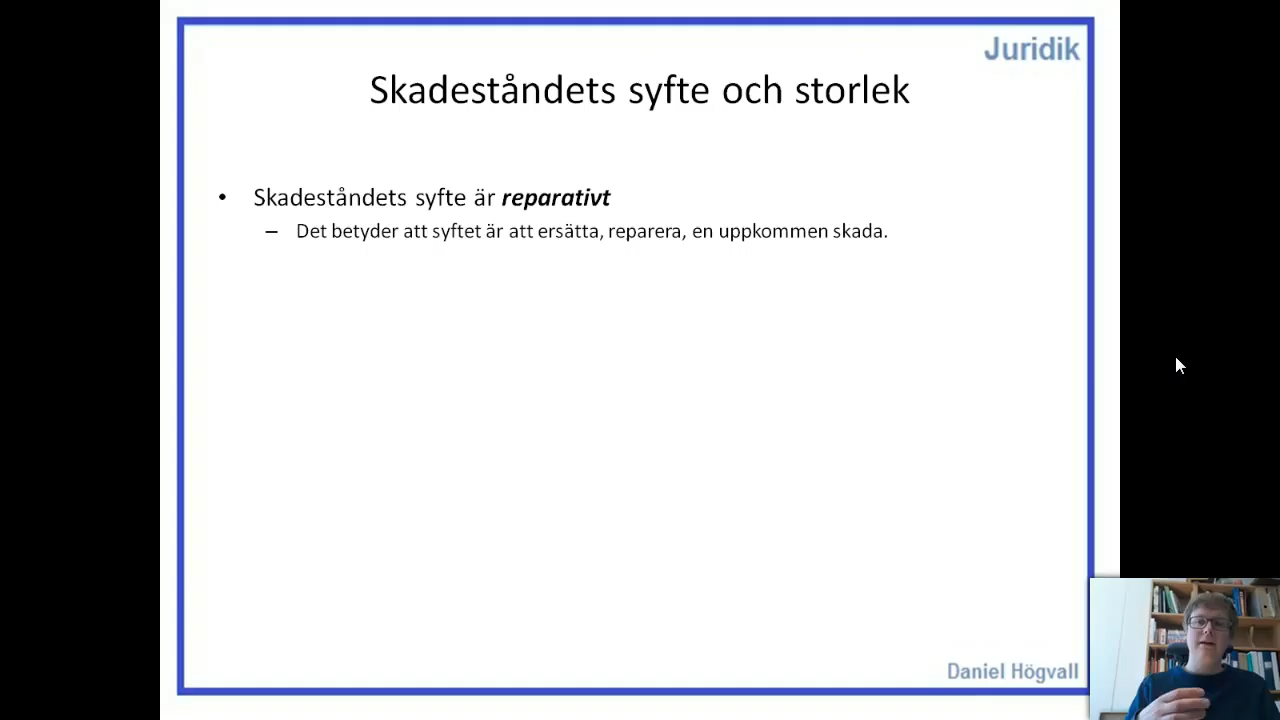 Juridik
Skadeståndets syfte och storlek
• Skadeståndets syfte är reparativt
– Det betyder att syftet är att ersätta, reparera, en uppkommen skada.
Daniel Högvall